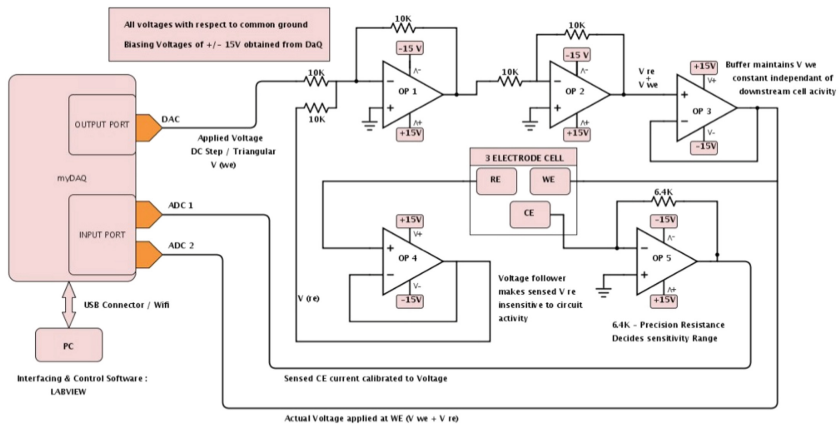 All voltages with respect to common ground
Biasing Voltages of +/- 15V obtained from DaQ
10K
-15 V
V-
10K
10K
OP 1
V+
+15V
10K
-15 V
V-
10K
OP 2
V+
+15V
V re
+
V we
+15V
V+
OP 3
V-
-15V
Buffer maintains V we
constant independant of
downstream cell acivity
OUTPUT PORT
DAC
Applied Voltage
DC Step / Triangular
V (we)
myDAQ
INPUT PORT
ADC 1
ADC 2
3 ELECTRODE CELL
RE
WE
CE
6.4K
-15V
V-
OP 5
V+
+15V
+15V
V+
OP 4
V-
-15V
V (re)
Voltage follower
makes sensed V re
insensitive to circuit
activity
6.4K - Precision Resistance
Decides sensitivity Range
USB Connector / Wifi
PC
Interfacing & Control Software :
LABVIEW
Sensed CE current calibrated to Voltage
Actual Voltage applied at WE (V we + V re)